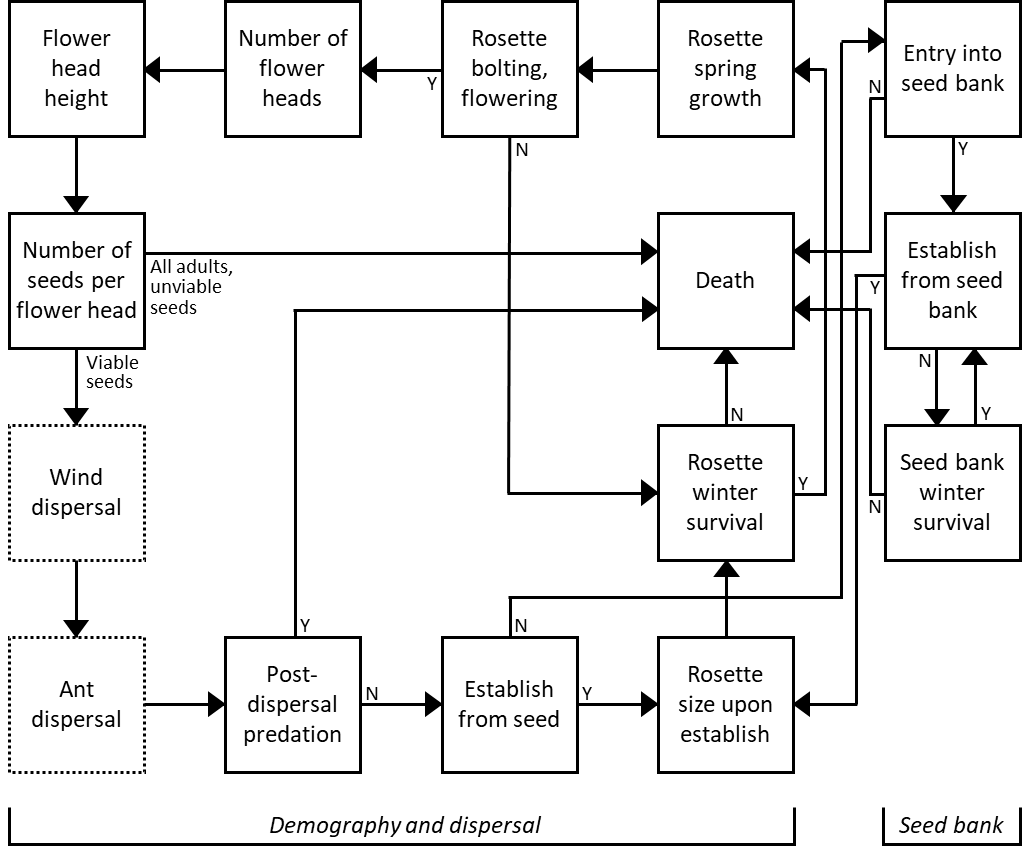 Flower
head
height
Number of
flower
heads
Y
Rosette
bolting,
flowering
N
Rosette
spring
growth
Entry into
seed bank
N
Y
Number of
seeds per
flower head
All adults,
unviable
seeds
Viable
seeds
Death
Establish
from seed
bank
Y
N
Y
Wind
dispersal
Rosette
winter
survival
N
Y
Seed bank
winter
survival
N
Ant
dispersal
Post-
dispersal
predation
Y
N
Establish
from seed
N
Y
Rosette
size upon
establish
Demography and dispersal
Seed bank